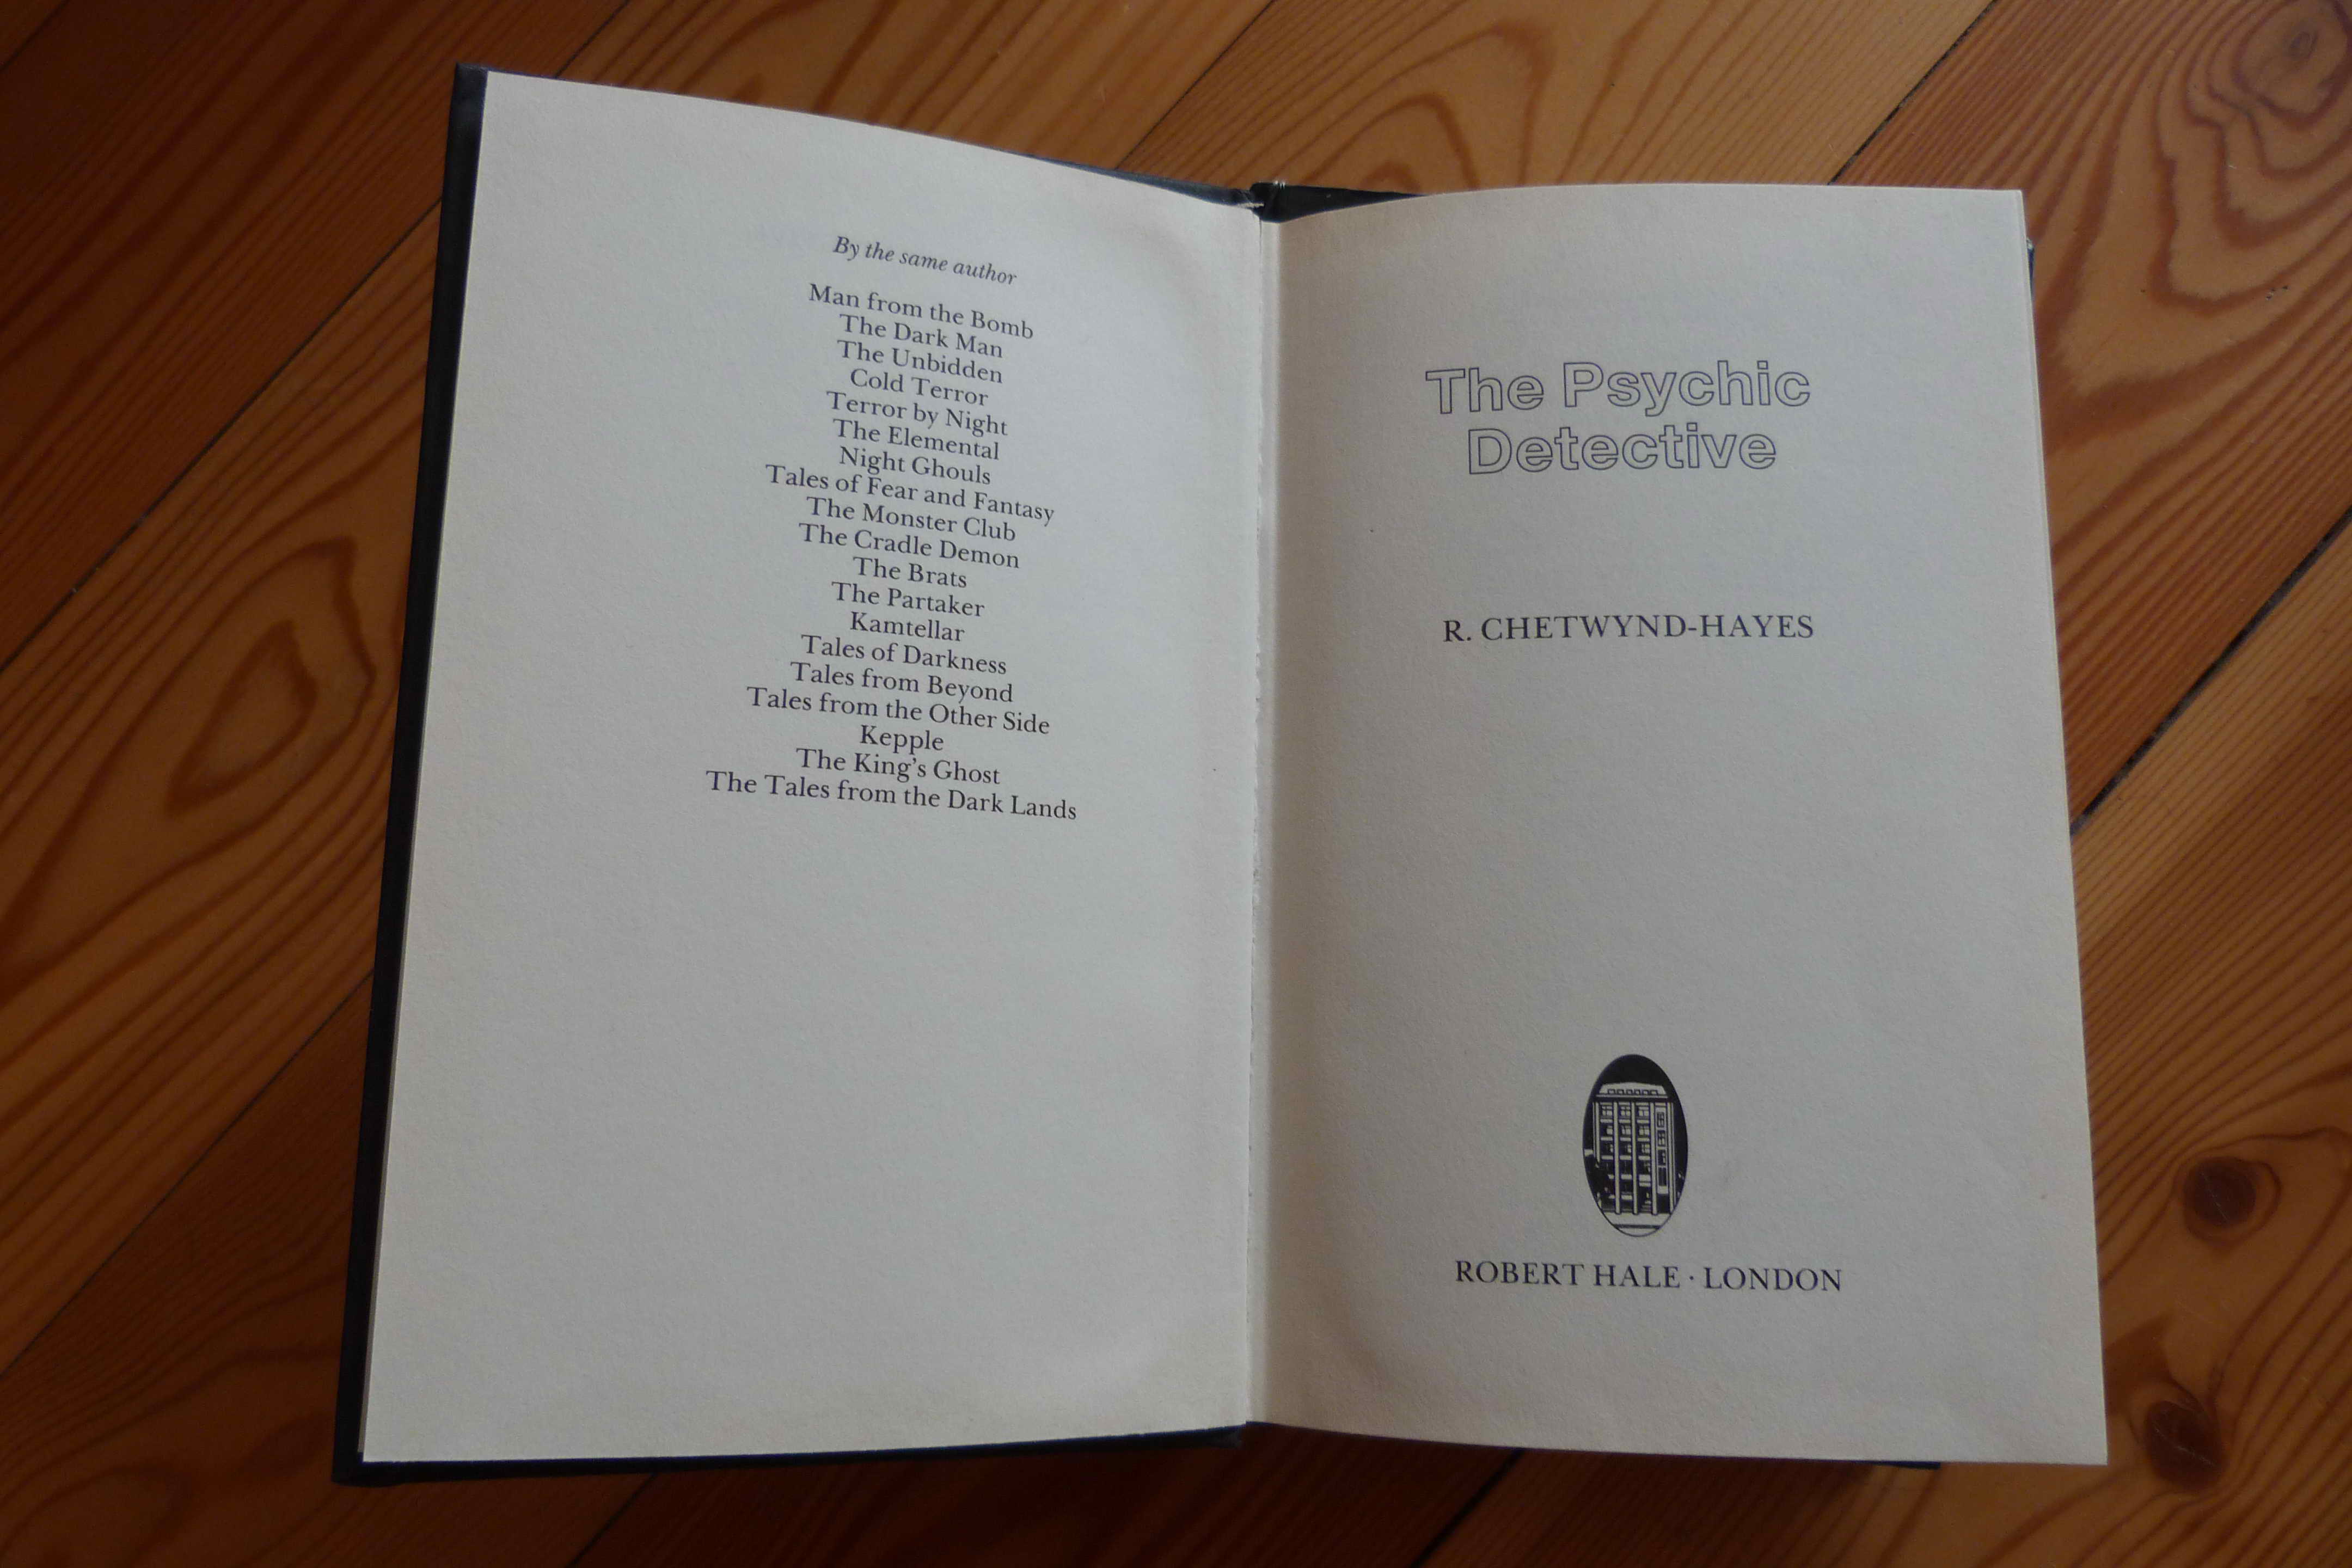 By the same author
Man from the Bomb
The Dark Man
The Unbidden
Cold Terror
Terror by Night
The Elemental
Night Ghouls
Tales of Fear and Fantasy
The Monster Club
The Cradle Demon
The Brats
The Partaker
Kamtellar
Tales of Darkness
Tales from Beyond
Tales from the Other Side
Kepple
The King's Ghost
The Tales from the Dark Lands
The Psychic
Detective
R. CHETWYND-HAYES
ROBERT HALE · LONDON